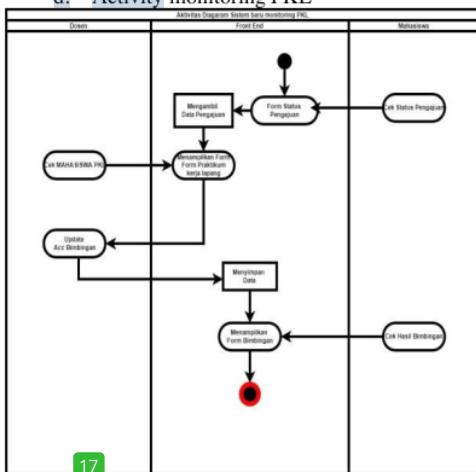 d. Activity monitoring PKL
Aktivitas Diagaram Sistem baru monitoring PKL
Dosen
Front End
Mahasiswa
Mengambil
Data Pengajuan
Form Status
Pengajuan
Cek Status Pengajuan
Cek MAHASISWA PKL
Menampilkan Form
Form Praktikum
kerja lapang
Update
Acc Bimbingan
Menyimpan
Data
Menampilkan
Form Bimbingan
Cek Hasil Bimbingan
17